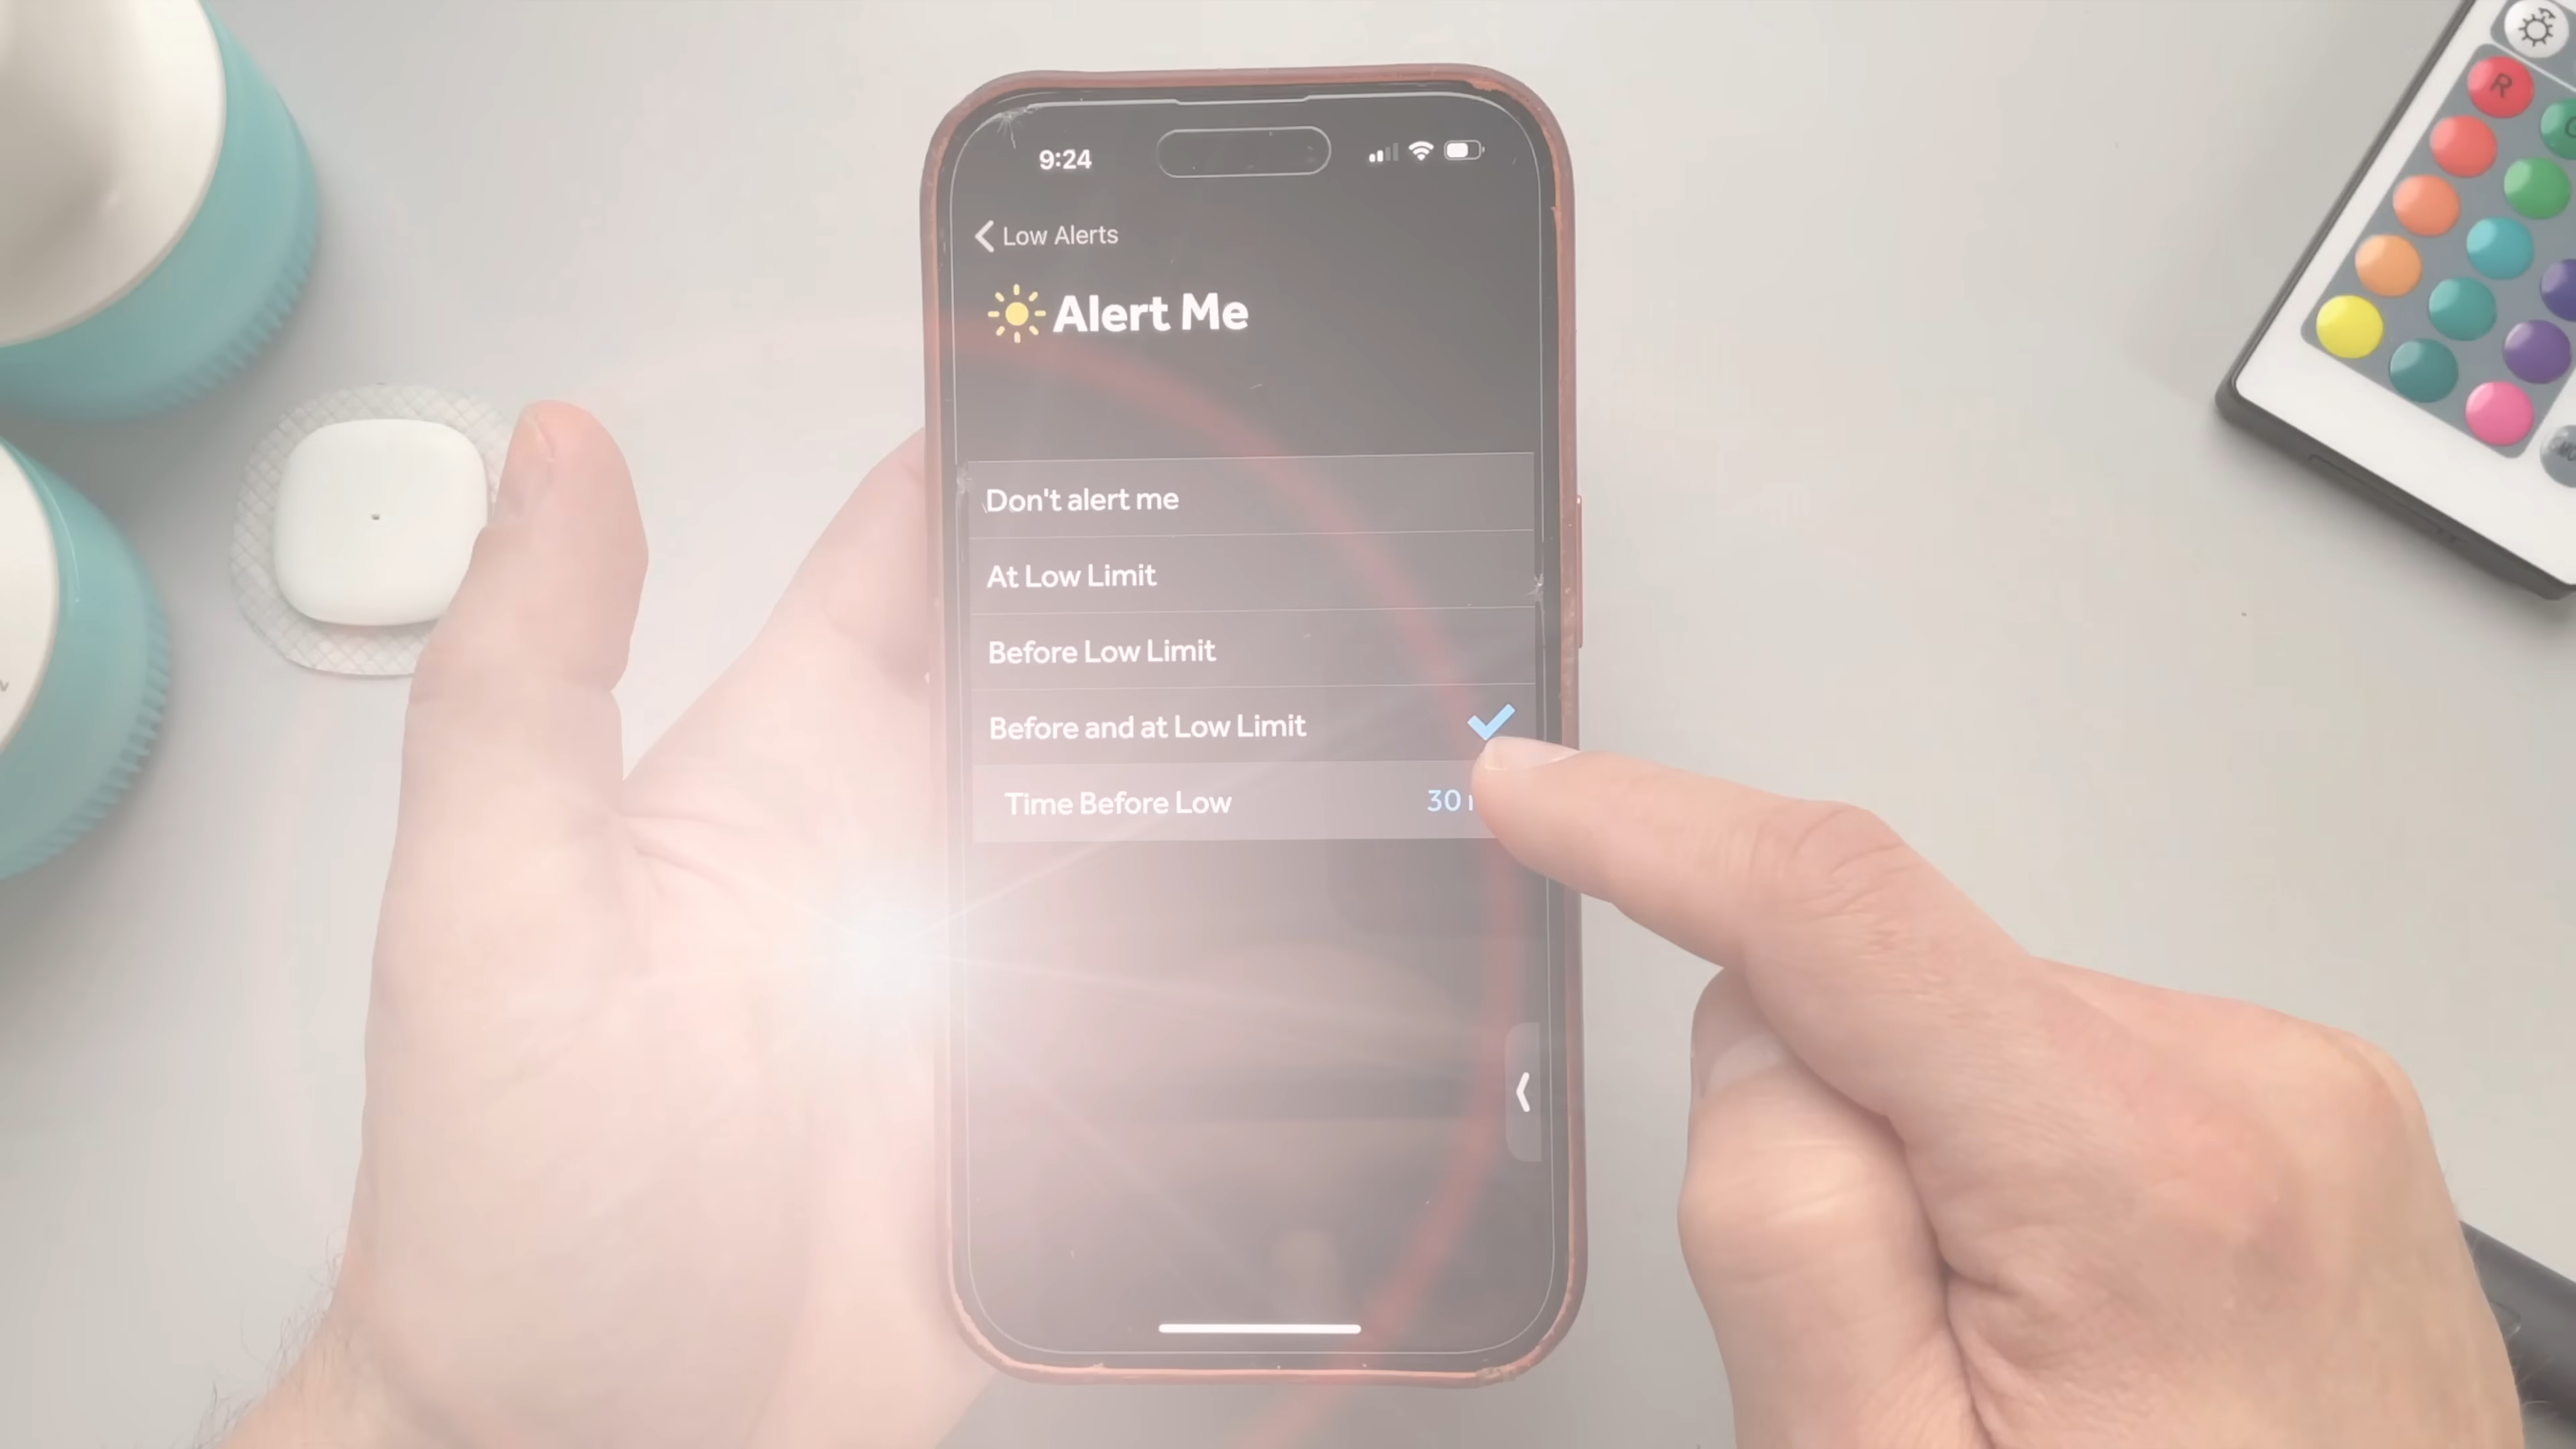 9:24
Low Alerts
Alert Me
Don't alert me
At Low Limit
Before Low Limit
Before and at Low Limit
Time Before Low
30
R